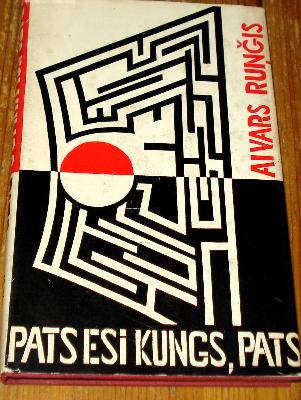 AIVARS RUŅĢIS
PATS ESi KUNGS, PATS